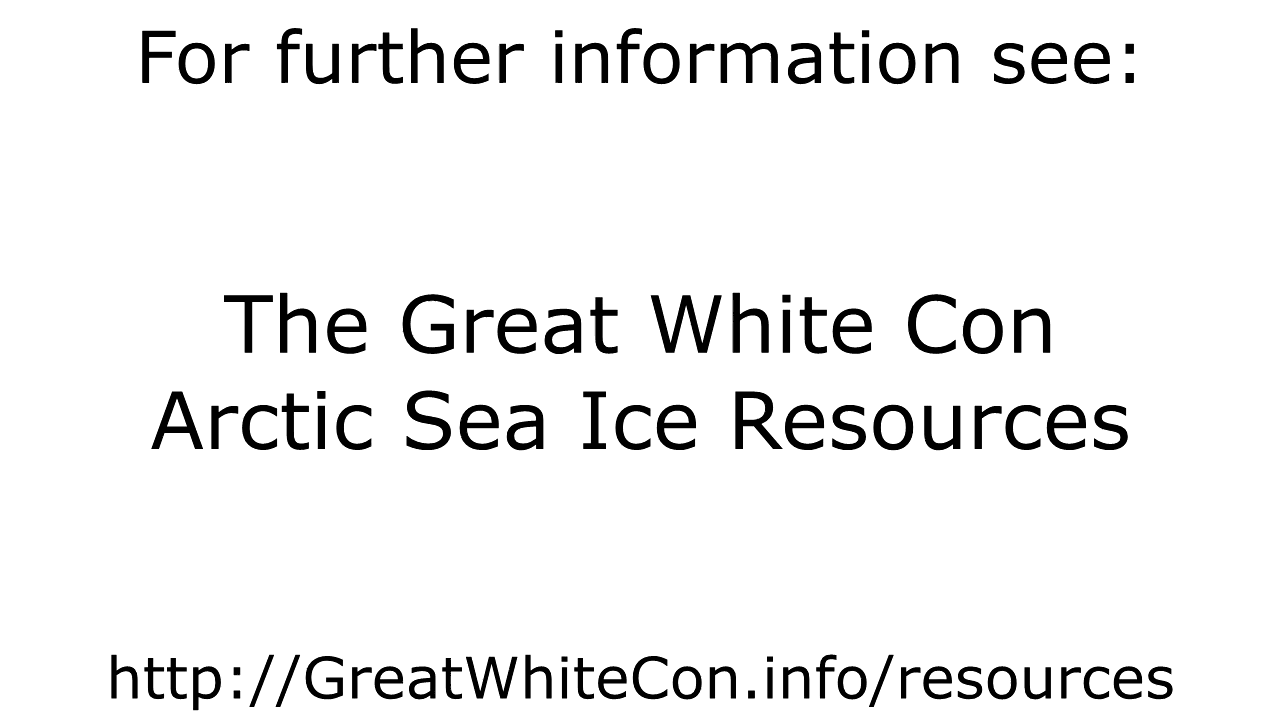 For further information see:
The Great White Con
Arctic Sea Ice Resources
http://GreatWhiteCon.info/resources